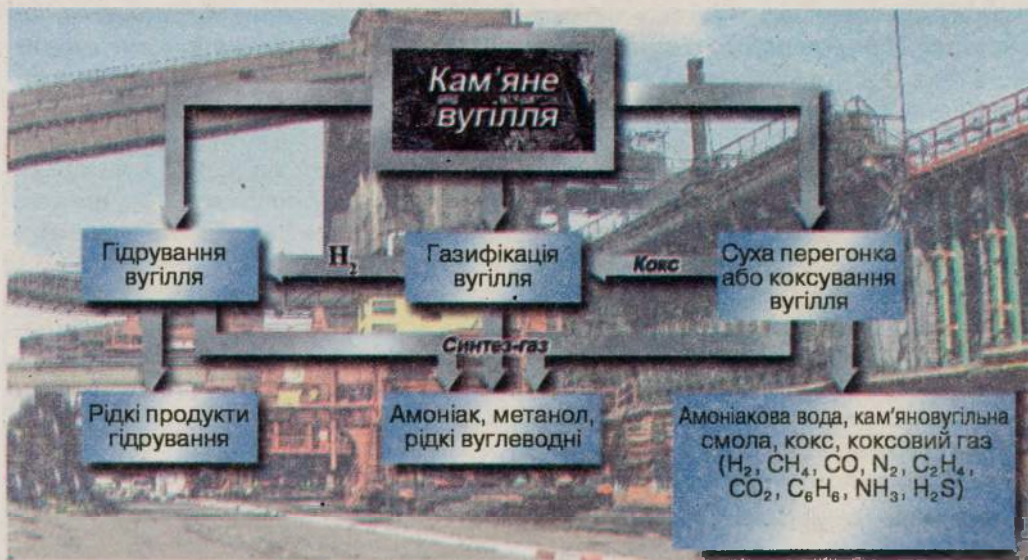 Кам’яне
вугілля
Гідрування
вугілля
H₂
Газифікація
вугілля
Кокс
Суха перегонка
або коксування
вугілля
Синтез-газ
Рідкі продукти
гідрування
Амоніак, метанол,
рідкі вуглеводні
Амоніакова вода, кам’яновугільна
смола, кокс, коксовий газ
(H₂, CH₄, CO, N₂, C₂H₄,
CO₂, C₆H₆, NH₃, H₂S)